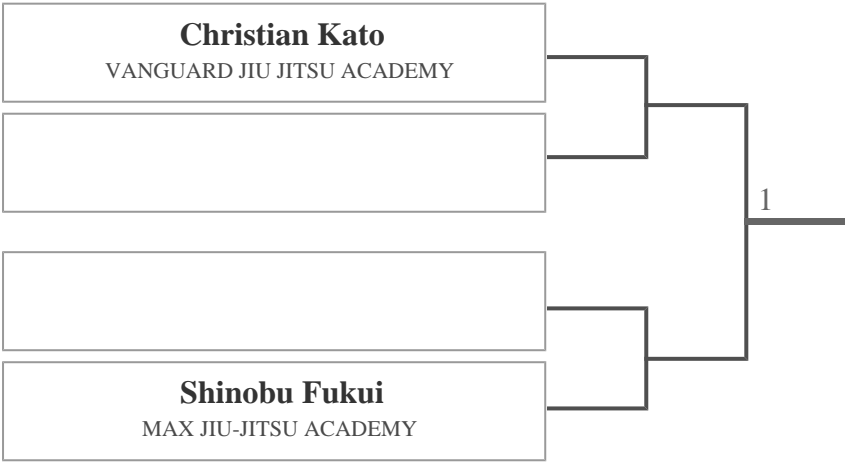 Christian Kato
VANGUARD JIU JITSU ACADEMY
1
Shinobu Fukui
MAX JIU-JITSU ACADEMY